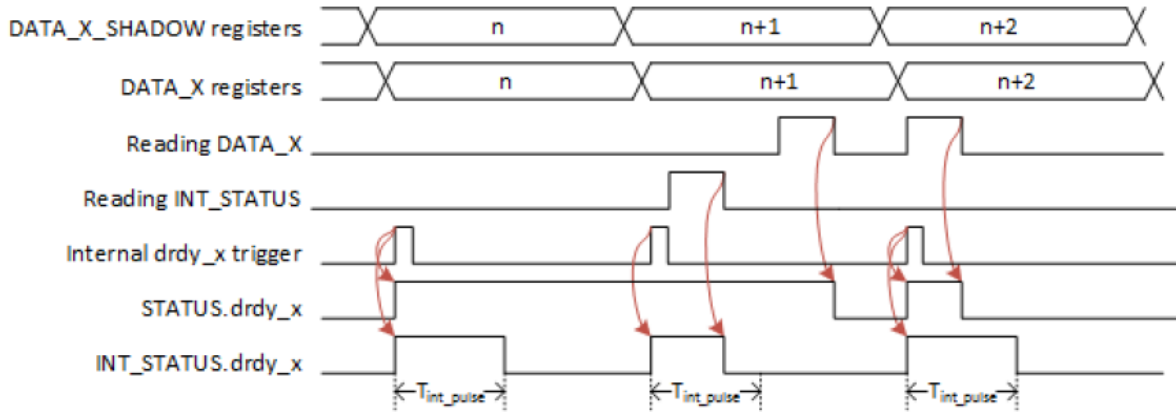 DATA_X_SHADOW registers n n+1 n+2
DATA_X registers n n+1 n+2
Reading DATA_X
Reading INT_STATUS
Internal drdy_x trigger
STATUS.drdy_x
INT_STATUS.drdy_x
Tint_pulse Tint_pulse Tint_pulse